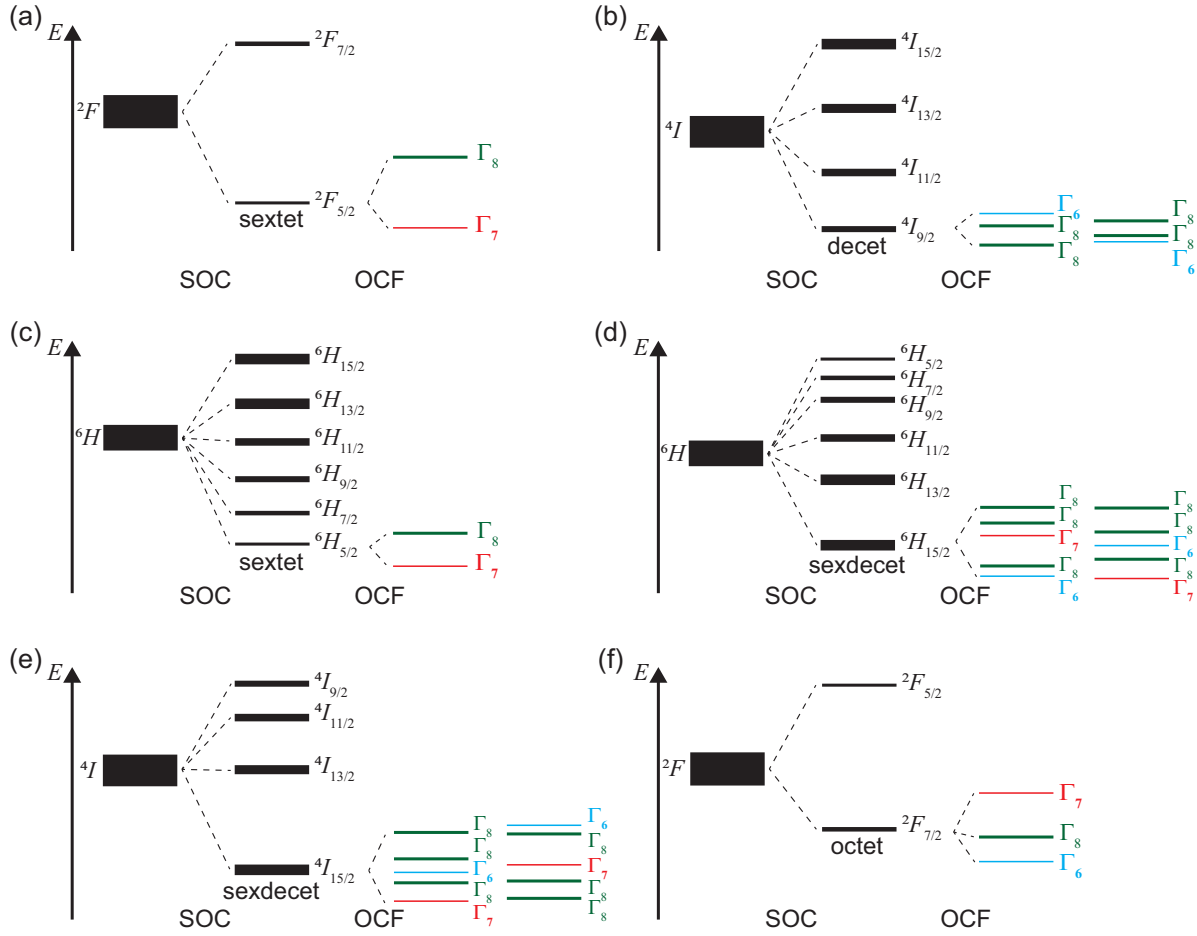 (a)
E
²F₇/₂
²F
Γ₈
²F₅/₂
sextet
Γ₇
SOC
OCF
(b)
E
⁴I₁₅/₂
⁴I₁₃/₂
⁴I
⁴I₁₁/₂
Γ₆
Γ₈
⁴I₉/₂
Γ₈
Γ₈
decet
Γ₈
Γ₆
SOC
OCF
(c)
E
⁶H₁₅/₂
⁶H₁₃/₂
⁶H
⁶H₁₁/₂
⁶H₉/₂
⁶H₇/₂
Γ₈
⁶H₅/₂
sextet
Γ₇
SOC
OCF
(d)
E
⁶H₅/₂
⁶H₇/₂
⁶H₉/₂
⁶H₁₁/₂
⁶H
⁶H₁₃/₂
Γ₈
Γ₈
Γ₈
Γ₈
Γ₇
Γ₆
⁶H₁₅/₂
sexdecet
Γ₈
Γ₈
Γ₆
Γ₇
SOC
OCF
(e)
E
⁴I₉/₂
⁴I₁₁/₂
⁴I
⁴I₁₃/₂
Γ₈
Γ₆
Γ₈
Γ₈
⁴I₁₅/₂
Γ₆
Γ₇
sexdecet
Γ₈
Γ₈
Γ₇
Γ₈
SOC
OCF
(f)
E
²F₅/₂
²F
Γ₇
²F₇/₂
Γ₈
octet
Γ₆
SOC
OCF